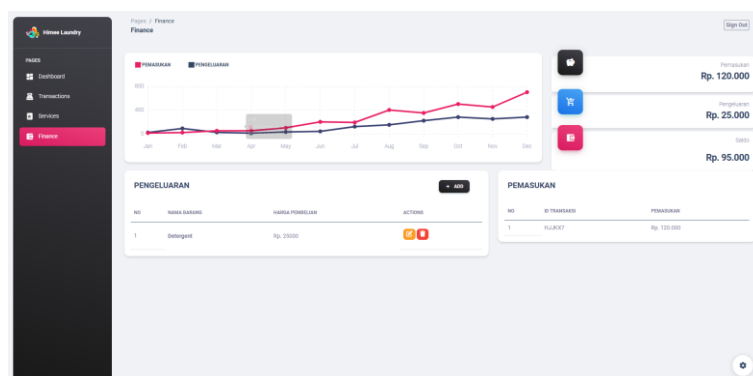 Himee Laundry
PAGES
Dashboard
Transactions
Services
Finance
Pages / Finance
Finance
Sign Out
PEMASUKAN PENGELUARAN
600
400
0
Jan Feb Mar Apr May Jun Jul Aug Sep Oct Nov Dec
Pemasukan
Rp. 120.000
Pengeluaran
Rp. 25.000
Saldo
Rp. 95.000
PENGELUARAN
+ ADD
NO NAMA BARANG HARGA PEMBELIAN ACTIONS
1 Detergent Rp. 25000
PEMASUKAN
NO ID TRANSAKSI PEMASUKAN
1 Rp. 120.000